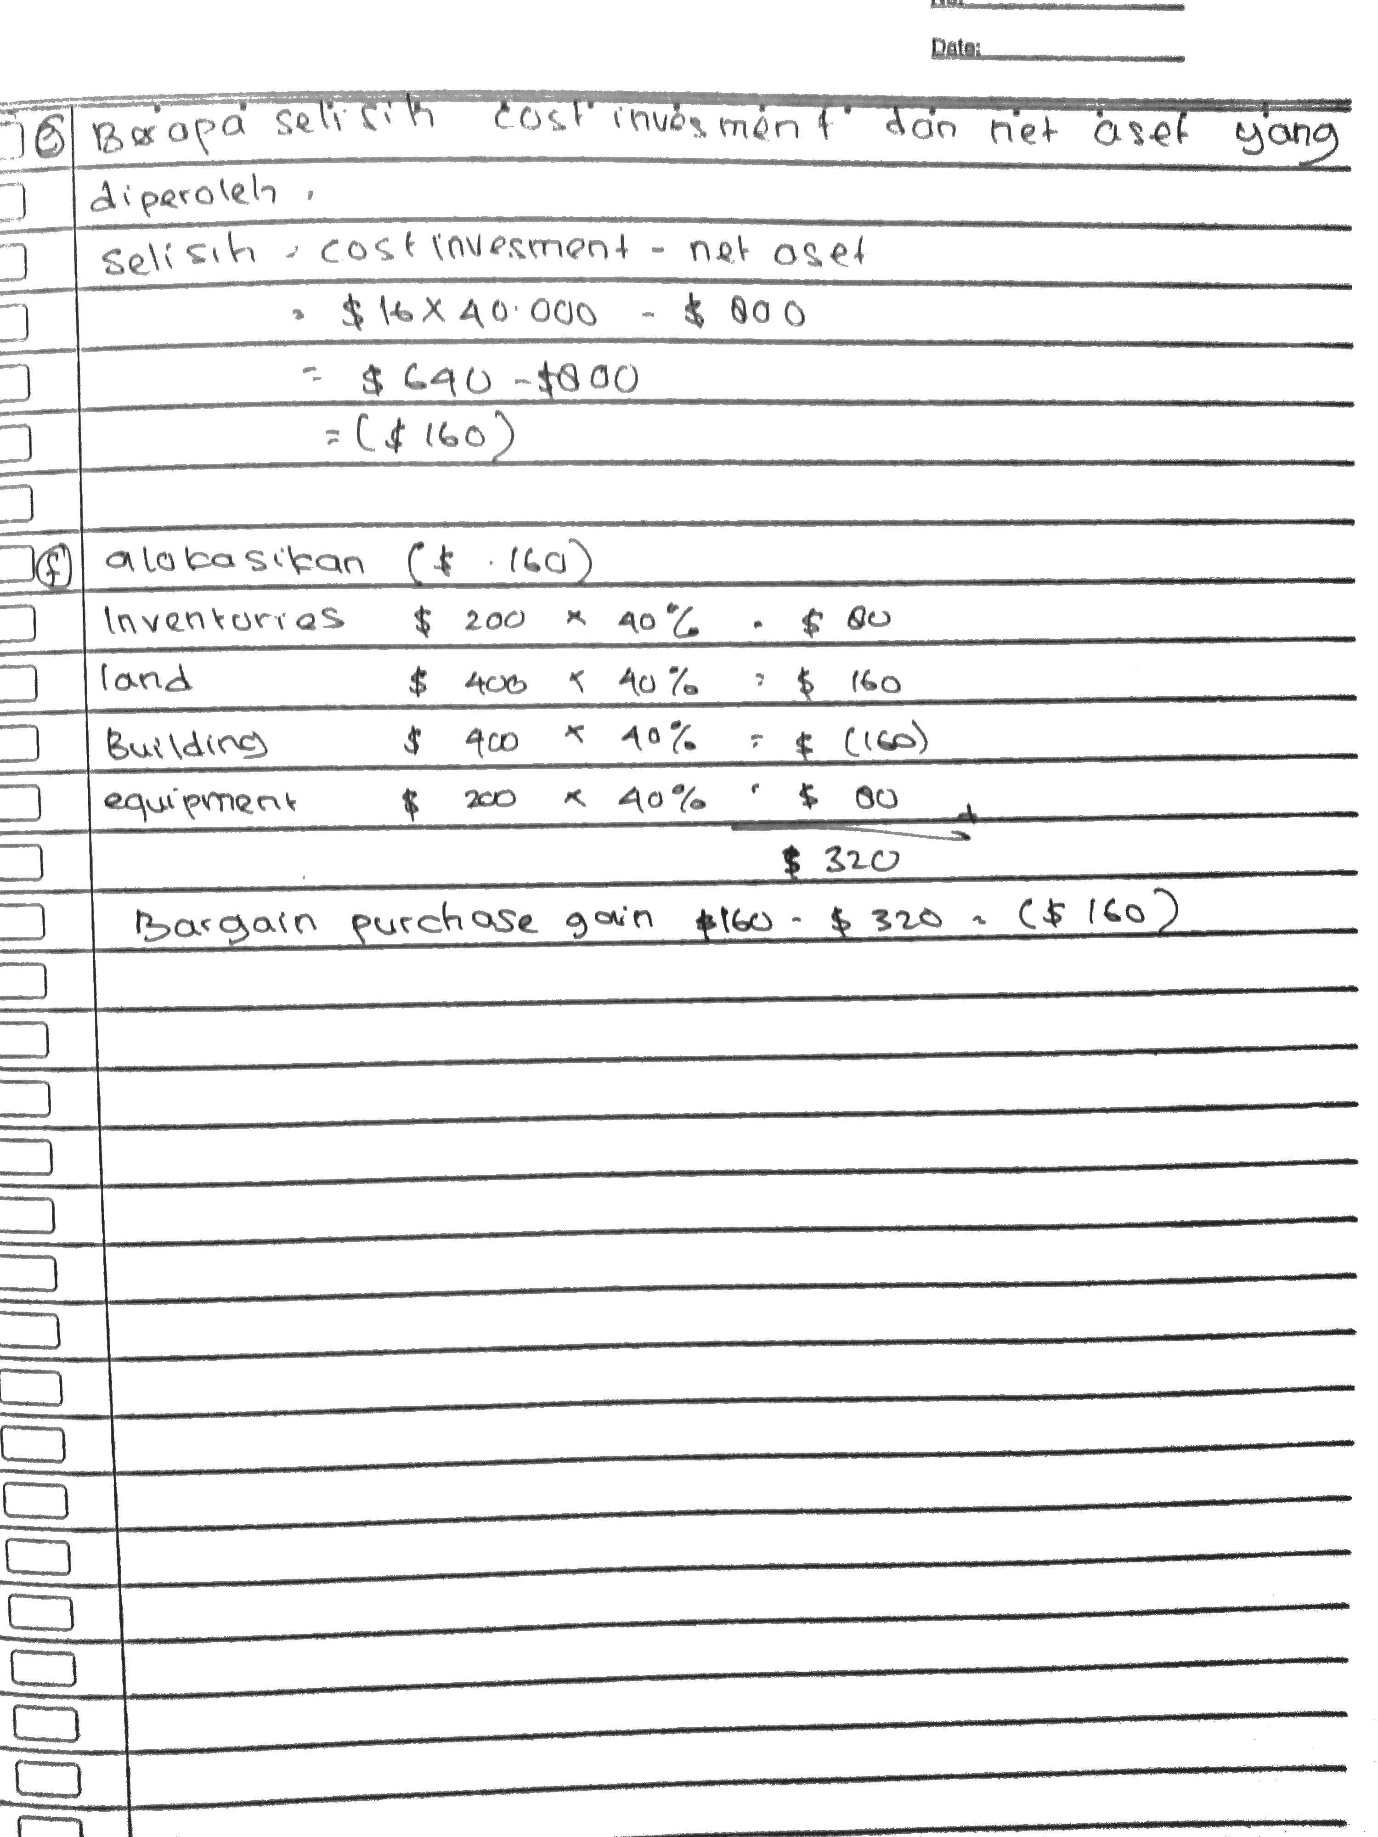 Date:
e Berapa selisih cost invesment dan net aset yang
diperoleh.
selisih = cost invesment - net aset
= $ 16 X 40.000 - $ 800
= $ 640 - $800
= ($ 160)
f alokasikan ($ 160)
Inventories $ 200 x 40% = $ 80
land $ 400 x 40% = $ 160
Building $ 400 x 40% = $ (160)
equipment $ 200 x 40% = $ 80
+
$ 320
Bargain purchase gain $160 - $ 320 = ($ 160)